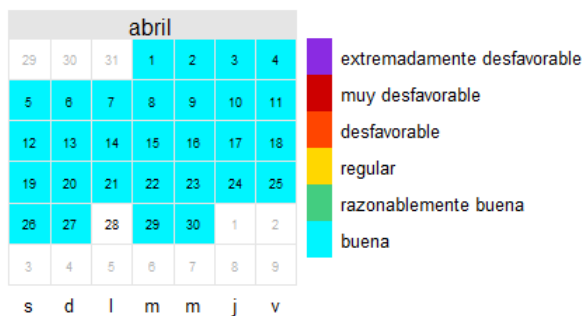 abril
29 30 31 1 2 3 4
5 6 7 8 9 10 11
12 13 14 15 16 17 18
19 20 21 22 23 24 25
26 27 28 29 30 1 2
3 4 5 6 7 8 9
s d l m m j v
extremadamente desfavorable
muy desfavorable
desfavorable
regular
razonablemente buena
buena